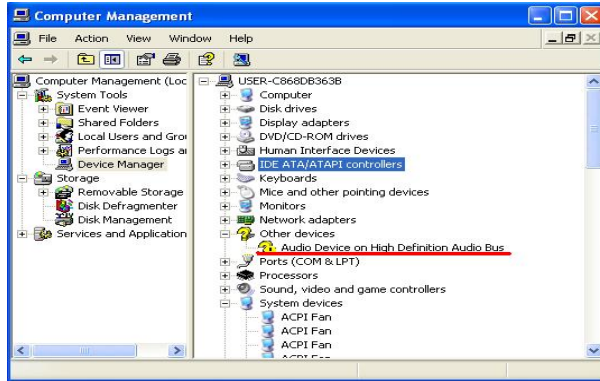 Computer Management
File Action View Window Help
Computer Management (Loc
System Tools
Event Viewer
Shared Folders
Local Users and Grou
Performance Logs a
Device Manager
Storage
Removable Storage
Disk Defragmenter
Disk Management
Services and Application
USER-C868DB363B
Computer
Disk drives
Display adapters
DVD/CD-ROM drives
Human Interface Devices
IDE ATA/ATAPI controllers
Keyboards
Mice and other pointing devices
Monitors
Network adapters
Other devices
Audio Device on High Definition Audio Bus
Ports (COM & LPT)
Processors
Sound, video and game controllers
System devices
ACPI Fan
ACPI Fan
ACPI Fan
ACPI Fan